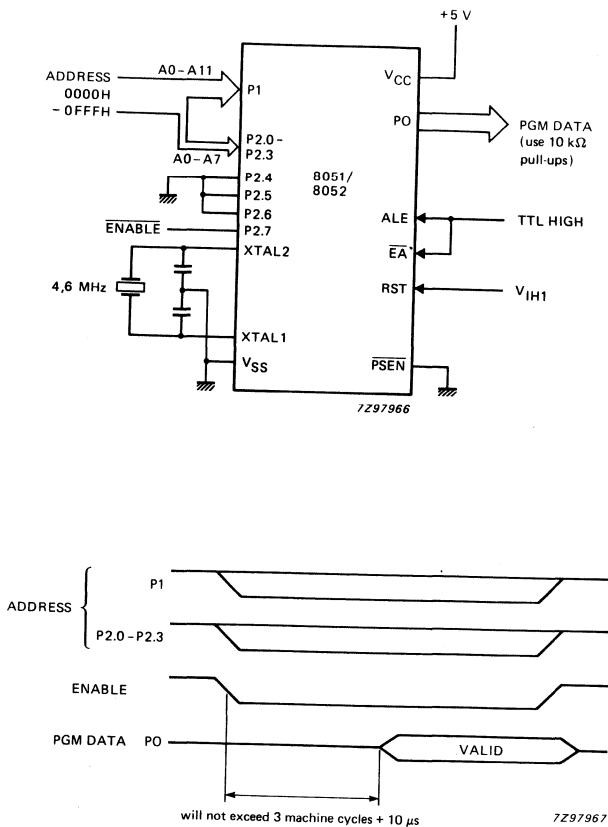 +5 V
ADDRESS
0000H
- 0FFFH
A0-A11
P1
VCC
P2.0-
P2.3
A0-A7
PO
PGM DATA
(use 10 kΩ
pull-ups)
P2.4
8051/
8052
P2.5
P2.6
ALE
TTL HIGH
ENABLE
P2.7
XTAL2
EA*
4,6 MHz
RST
VIH1
XTAL1
VSS
PSEN
7Z97966
ADDRESS
P1
P2.0-P2.3
ENABLE
PGM DATA PO
VALID
will not exceed 3 machine cycles + 10 μs
7Z97967